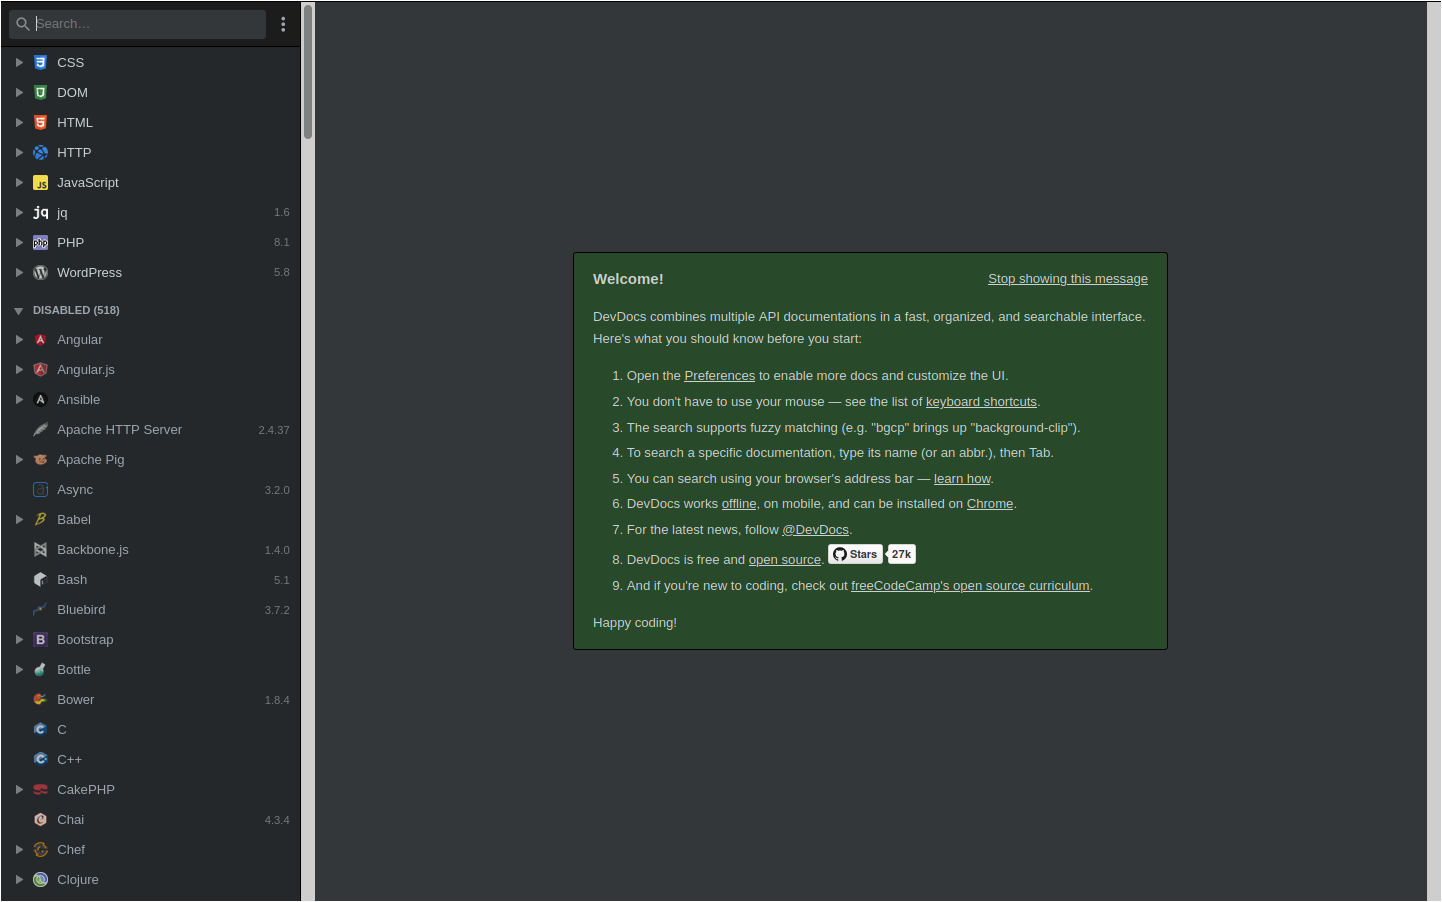 Search...
CSS
DOM
HTML
HTTP
JavaScript
jq 1.6
PHP 8.1
WordPress 5.8
DISABLED (518)
Angular
Angular.js
Ansible
Apache HTTP Server 2.4.37
Apache Pig
Async 3.2.0
Babel
Backbone.js 1.4.0
Bash 5.1
Bluebird 3.7.2
Bootstrap
Bottle
Bower 1.8.4
C
C++
CakePHP
Chai 4.3.4
Chef
Clojure
Welcome! Stop showing this message
DevDocs combines multiple API documentations in a fast, organized, and searchable interface.
Here's what you should know before you start:
1. Open the Preferences to enable more docs and customize the UI.
2. You don't have to use your mouse — see the list of keyboard shortcuts.
3. The search supports fuzzy matching (e.g. "bgcp" brings up "background-clip").
4. To search a specific documentation, type its name (or an abbr.), then Tab.
5. You can search using your browser's address bar — learn how.
6. DevDocs works offline, on mobile, and can be installed on Chrome.
7. For the latest news, follow @DevDocs.
8. DevDocs is free and open source. Stars 27k
9. And if you're new to coding, check out freeCodeCamp's open source curriculum.
Happy coding!